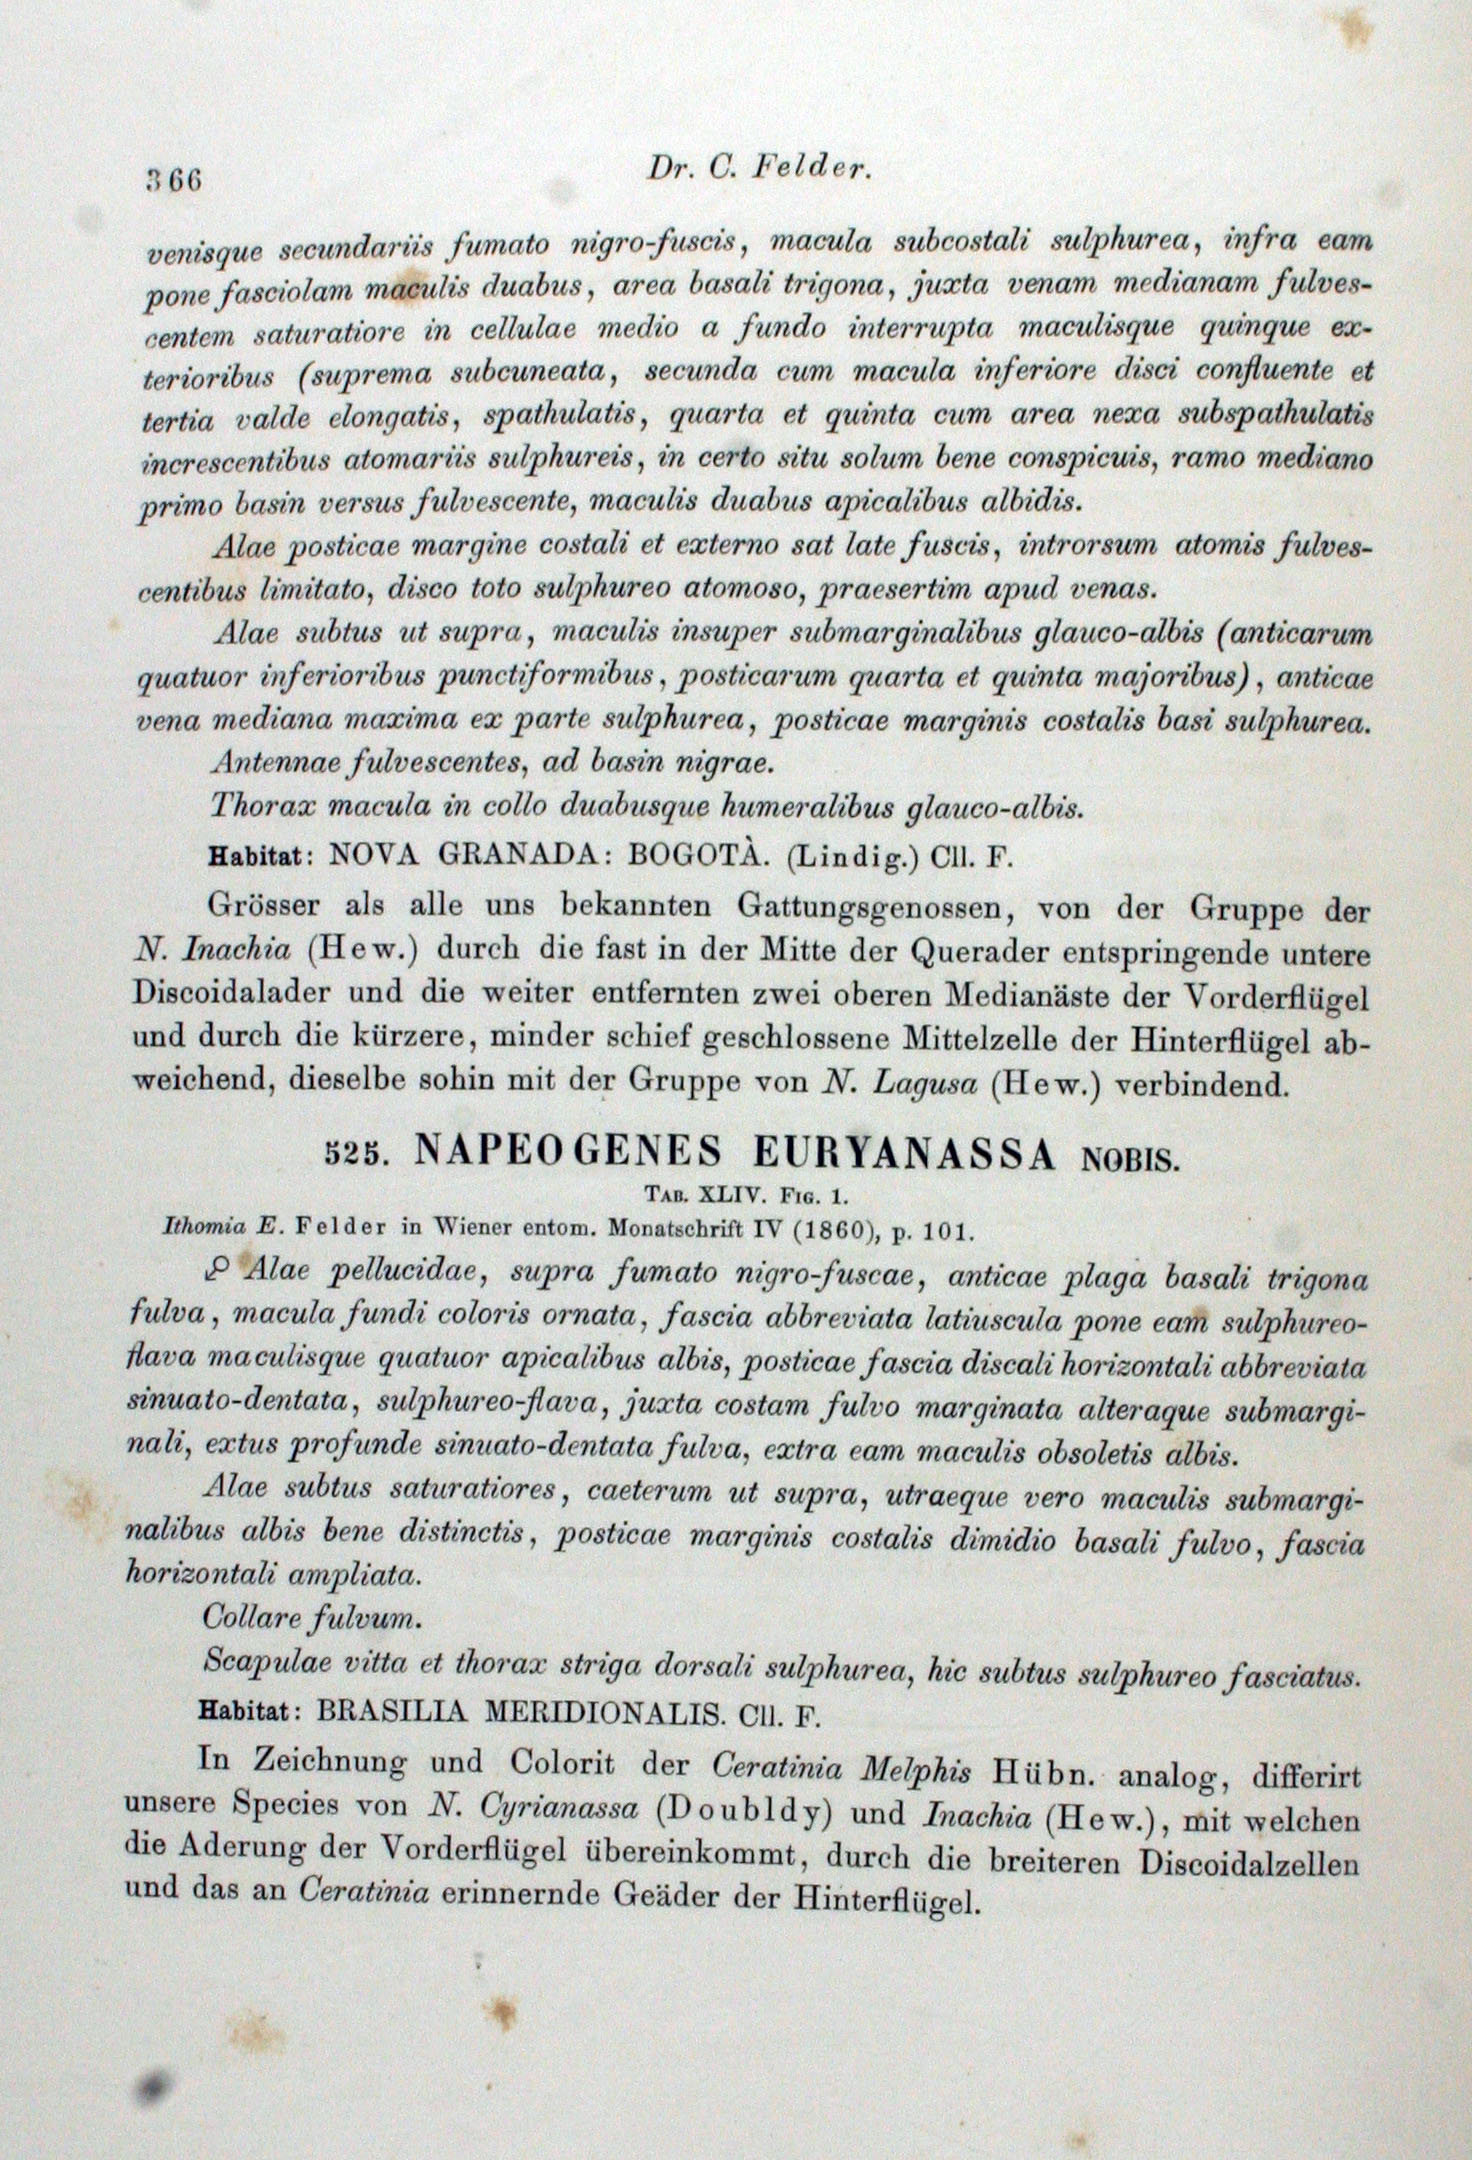 366
Dr. C. Felder.
venisque secundariis fumato nigro-fuscis, macula subcostali sulphurea, infra eam
pone fasciolam maculis duabus, area basali trigona, juxta venam medianam fulves-
centem saturatiore in cellulae medio a fundo interrupta maculisque quinque ex-
terioribus (suprema subcuneata, secunda cum macula inferiore disci confluente et
tertia valde elongatis, spathulatis, quarta et quinta cum area nexa subspathulatis
increscentibus atomariis sulphureis, in certo situ solum bene conspicuis, ramo mediano
primo basin versus fulvescente, maculis duabus apicalibus albidis.
Alae posticae margine costali et externo sat late fuscis, introrsum atomis fulves-
centibus limitato, disco toto sulphureo atomoso, praesertim apud venas.
Alae subtus ut supra, maculis insuper submarginalibus glauco-albis (anticarum
quatuor inferioribus punctiformibus, posticarum quarta et quinta majoribus), anticae
vena mediana maxima ex parte sulphurea, posticae marginis costalis basi sulphurea.
Antennae fulvescentes, ad basin nigrae.
Thorax macula in collo duabusque humeralibus glauco-albis.
Habitat: NOVA GRANADA: BOGOTÀ. (Lindig.) Cll. F.
Grösser als alle uns bekannten Gattungsgenossen, von der Gruppe der
N. Inachia (Hew.) durch die fast in der Mitte der Querader entspringende untere
Discoidalader und die weiter entfernten zwei oberen Medianäste der Vorderflügel
und durch die kürzere, minder schief geschlossene Mittelzelle der Hinterflügel ab-
weichend, dieselbe sohin mit der Gruppe von N. Lagusa (Hew.) verbindend.
525. NAPEOGENES EURYANASSA NOBIS.
TAB. XLIV. FIG. 1.
Ithomia E. Felder in Wiener entom. Monatschrift IV (1860), p. 101.
♀ Alae pellucidae, supra fumato nigro-fuscae, anticae plaga basali trigona
fulva, macula fundi coloris ornata, fascia abbreviata latiuscula pone eam sulphureo-
flava maculisque quatuor apicalibus albis, posticae fascia discali horizontali abbreviata
sinuato-dentata, sulphureo-flava, juxta costam fulvo marginata alteraque submargi-
nali, extus profunde sinuato-dentata fulva, extra eam maculis obsoletis albis.
Alae subtus saturatiores, caeterum ut supra, utraeque vero maculis submargi-
nalibus albis bene distinctis, posticae marginis costalis dimidio basali fulvo, fascia
horizontali ampliata.
Collare fulvum.
Scapulae vitta et thorax striga dorsali sulphurea, hic subtus sulphureo fasciatus.
Habitat: BRASILIA MERIDIONALIS. Cll. F.
In Zeichnung und Colorit der Ceratinia Melphis Hübn. analog, differirt
unsere Species von N. Cyrianassa (Doubldy) und Inachia (Hew.), mit welchen
die Aderung der Vorderflügel übereinkommt, durch die breiteren Discoidalzellen
und das an Ceratinia erinnernde Geäder der Hinterflügel.